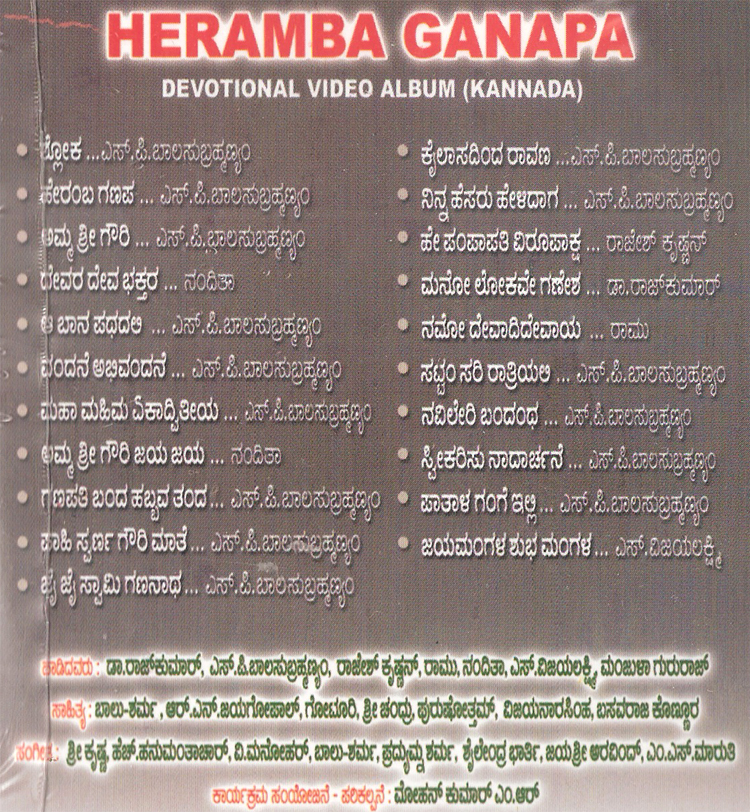 HERAMBA GANAPA
DEVOTIONAL VIDEO ALBUM (KANNADA)
• ಶ್ಲೋಕ ...ಎಸ್.ಪಿ.ಬಾಲಸುಬ್ರಹ್ಮಣ್ಯಂ
• ಹೇರಂಬ ಗಣಪ ... ಎಸ್.ಪಿ.ಬಾಲಸುಬ್ರಹ್ಮಣ್ಯಂ
• ಅಮ್ಮ ಶ್ರೀ ಗೌರಿ ... ಎಸ್.ಪಿ.ಬಾಲಸುಬ್ರಹ್ಮಣ್ಯಂ
• ದೇವರ ದೇವ ಭಕ್ತರ ... ನಂದಿತಾ
• ಆ ಬಾನ ಪಥದಲಿ ... ಎಸ್.ಪಿ.ಬಾಲಸುಬ್ರಹ್ಮಣ್ಯಂ
• ವಂದನೆ ಅಭಿವಂದನೆ ... ಎಸ್.ಪಿ.ಬಾಲಸುಬ್ರಹ್ಮಣ್ಯಂ
• ಮಹಾ ಮಹಿಮ ಏಕಾದ್ವಿತೀಯ ... ಎಸ್.ಪಿ.ಬಾಲಸುಬ್ರಹ್ಮಣ್ಯಂ
• ಅಮ್ಮ ಶ್ರೀ ಗೌರಿ ಜಯ ಜಯ ... ನಂದಿತಾ
• ಗಣಪತಿ ಬಂದ ಹಬ್ಬವ ತಂದ ... ಎಸ್.ಪಿ.ಬಾಲಸುಬ್ರಹ್ಮಣ್ಯಂ
• ಪಾಹಿ ಸ್ವರ್ಣ ಗೌರಿ ಮಾತೆ ... ಎಸ್.ಪಿ.ಬಾಲಸುಬ್ರಹ್ಮಣ್ಯಂ
• ಜೈ ಜೈ ಸ್ವಾಮಿ ಗಣನಾಥ ... ಎಸ್.ಪಿ.ಬಾಲಸುಬ್ರಹ್ಮಣ್ಯಂ
• ಕೈಲಾಸದಿಂದ ರಾವಣ ...ಎಸ್.ಪಿ.ಬಾಲಸುಬ್ರಹ್ಮಣ್ಯಂ
• ನಿನ್ನ ಹೆಸರು ಹೇಳಿದಾಗ ... ಎಸ್.ಪಿ.ಬಾಲಸುಬ್ರಹ್ಮಣ್ಯಂ
• ಹೇ ಪಂಪಾಪತಿ ವಿರೂಪಾಕ್ಷ ... ರಾಜೇಶ್ ಕೃಷ್ಣನ್
• ಮನೋ ಲೋಕವೇ ಗಣೇಶ ... ಡಾ.ರಾಜ್‌ಕುಮಾರ್
• ನಮೋ ದೇವಾದಿದೇವಾಯ ... ರಾಮು
• ಸಟ್ಟಂ ಸರಿ ರಾತ್ರಿಯಲಿ ... ಎಸ್.ಪಿ.ಬಾಲಸುಬ್ರಹ್ಮಣ್ಯಂ
• ನವಿಲೇರಿ ಬಂದಂಥ ... ಎಸ್.ಪಿ.ಬಾಲಸುಬ್ರಹ್ಮಣ್ಯಂ
• ಸ್ವೀಕರಿಸು ನಾದಾರ್ಚನೆ ... ಎಸ್.ಪಿ.ಬಾಲಸುಬ್ರಹ್ಮಣ್ಯಂ
• ಪಾತಾಳ ಗಂಗೆ ಇಲ್ಲಿ ... ಎಸ್.ಪಿ.ಬಾಲಸುಬ್ರಹ್ಮಣ್ಯಂ
• ಜಯಮಂಗಳ ಶುಭ ಮಂಗಳ ... ಎಸ್.ವಿಜಯಲಕ್ಷ್ಮಿ
ಹಾಡಿದವರು : ಡಾ.ರಾಜ್‌ಕುಮಾರ್, ಎಸ್.ಪಿ.ಬಾಲಸುಬ್ರಹ್ಮಣ್ಯಂ, ರಾಜೇಶ್ ಕೃಷ್ಣನ್, ರಾಮು, ನಂದಿತಾ, ಎಸ್.ವಿಜಯಲಕ್ಷ್ಮಿ, ಮಂಜುಳಾ ಗುರುರಾಜ್
ಸಾಹಿತ್ಯ : ಬಾಲು-ಶರ್ಮ, ಆರ್.ಎನ್.ಜಯಗೋಪಾಲ್, ಗೋಟೂರಿ, ಶ್ರೀ ಚಂದ್ರು, ಪುರುಷೋತ್ತಮ್, ವಿಜಯನಾರಸಿಂಹ, ಬಸವರಾಜ ಕೊಣ್ಣೂರ
ಸಂಗೀತ : ಶ್ರೀ ಕೃಷ್ಣ, ಹೆಚ್.ಹನುಮಂತಾಚಾರ್, ವಿ.ಮನೋಹರ್, ಬಾಲು-ಶರ್ಮ, ಪ್ರದ್ಯುಮ್ನ ಶರ್ಮ, ಶೈಲೇಂದ್ರ ಭಾರ್ತಿ, ಜಯಶ್ರೀ ಅರವಿಂದ್, ಎಂ.ಎಸ್.ಮಾರುತಿ
ಕಾರ್ಯಕ್ರಮ ಸಂಯೋಜನೆ - ಪರಿಕಲ್ಪನೆ : ಮೋಹನ್ ಕುಮಾರ್ ಎಂ.ಆರ್